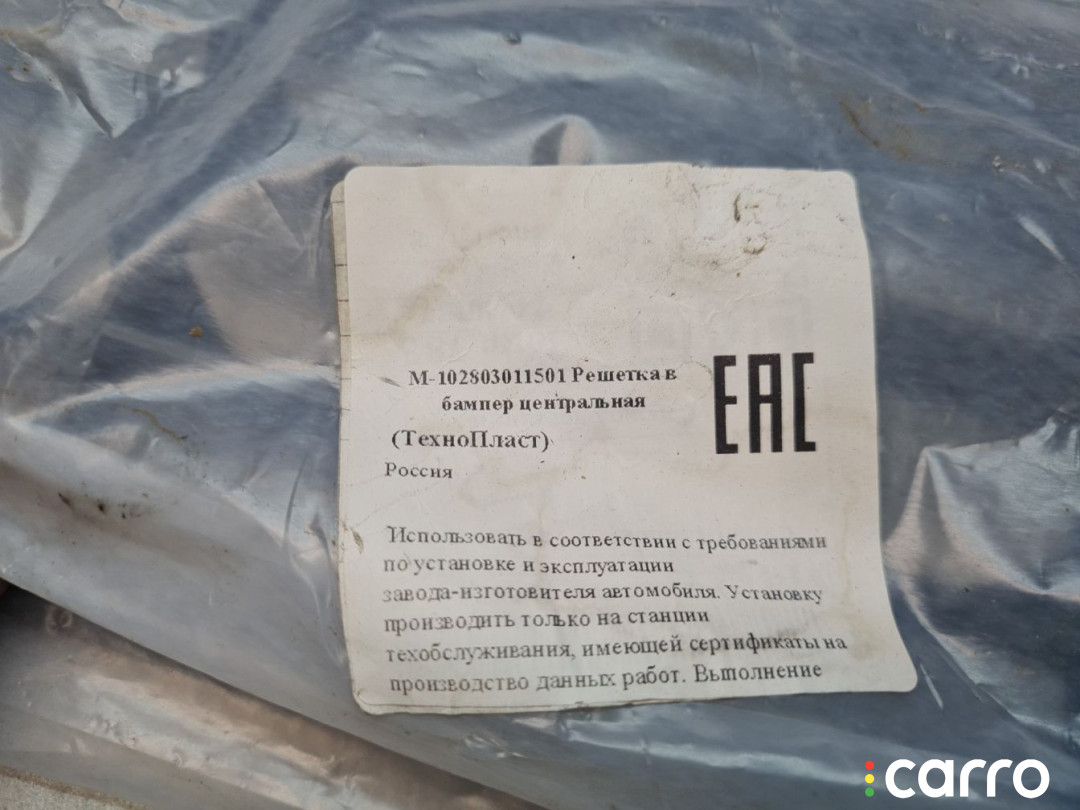 М-102803011501 Решетка в
бампер центральная
(ТехноПласт)
Россия
EAC
Использовать в соответствии с требованиями
по установке и эксплуатации
завода-изготовителя автомобиля. Установку
производить только на станции
техобслуживания, имеющей сертификаты на
производство данных работ. Выполнение
carro